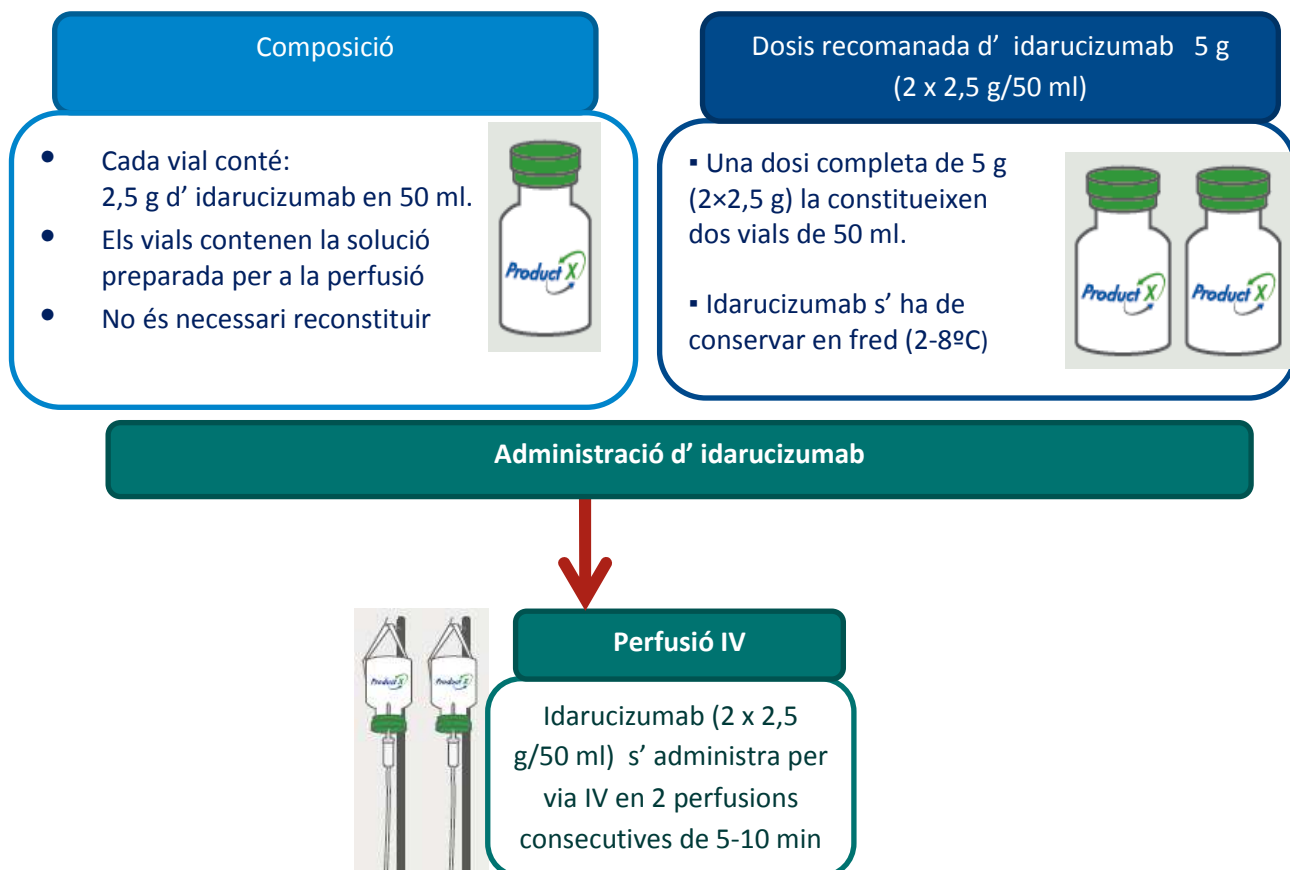 Composició
• Cada vial conté:
2,5 g d’ idarucizumab en 50 ml.
• Els vials contenen la solució
preparada per a la perfusió
• No és necessari reconstituir
Product X
Dosis recomanada d’ idarucizumab 5 g
(2 x 2,5 g/50 ml)
▪ Una dosi completa de 5 g
(2×2,5 g) la constitueixen
dos vials de 50 ml.
▪ Idarucizumab s’ ha de
conservar en fred (2-8ºC)
Product X
Product X
Administració d’ idarucizumab
Product X
Product X
Perfusió IV
Idarucizumab (2 x 2,5
g/50 ml) s’ administra per
via IV en 2 perfusions
consecutives de 5-10 min